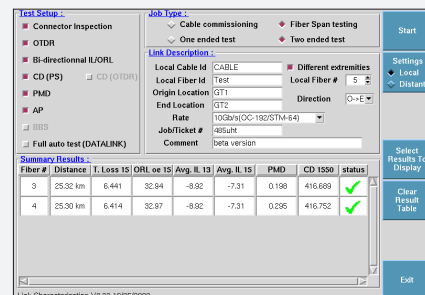 Test Setup :
Connector Inspection
OTDR
Bi-directionnal IL/ORL
CD (PS) CD (OTDR)
PMD
AP
Full auto test (DATALINK)
Job Type :
Cable commissioning Fiber Span testing
One ended test Two ended test
Link Description :
Local Cable Id CABLE Different extremities
Local Fiber Id Test Local Fiber # 5
Origin Location GT1
Direction O->E
End Location GT2
Rate 10Gb/s(OC-192/STM-64)
Job/Ticket # 485uht
Comment beta version
Start
Settings
Local
Distant
Select
Results To
Display
Clear
Result
Table
Exit
Summary Results :
Fiber # Distance T. Loss 15 ORL oe 15 Avg. IL 13 Avg. IL 15 PMD CD 1550 status
3 25.32 km 6.441 32.94 -8.92 -7.31 0.198 416.689
4 25.30 km 6.414 32.97 -8.92 -7.31 0.295 416.752